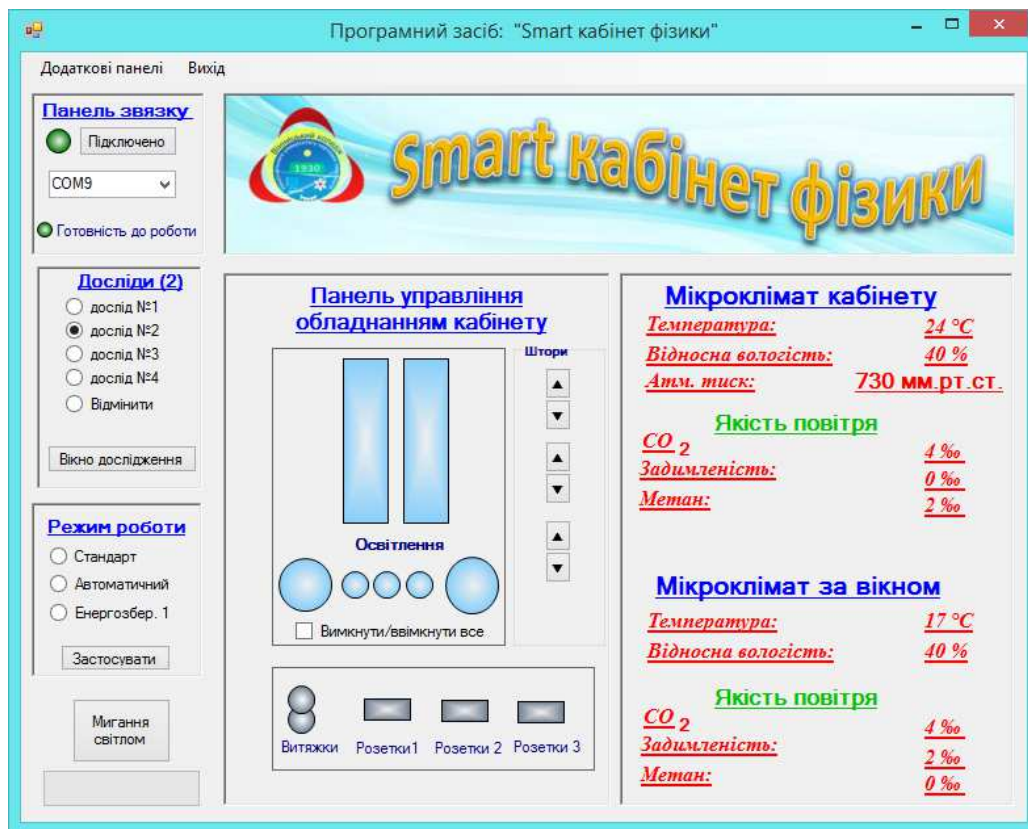 Програмний засіб: "Smart кабінет фізики"
Додаткові панелі Вихід
Панель звязку
Підключено
COM9
Готовність до роботи
Smart кабінет фізики
1930
Досліди (2)
дослід №1
дослід №2
дослід №3
дослід №4
Відмінити
Вікно дослідження
Режим роботи
Стандарт
Автоматичний
Енергозбер. 1
Застосувати
Мигання
світлом
Панель управління
обладнанням кабінету
Штори
Освітлення
Вимкнути/ввімкнути все
Витяжки Розетки1 Розетки 2 Розетки 3
Мікроклімат кабінету
Температура: 24 °C
Відносна вологість: 40 %
Атм. тиск: 730 мм.рт.ст.
Якість повітря
CO 2 4 ‰
Задимленість: 0 ‰
Метан: 2 ‰
Мікроклімат за вікном
Температура: 17 °C
Відносна вологість: 40 %
Якість повітря
CO 2 4 ‰
Задимленість: 2 ‰
Метан: 0 ‰